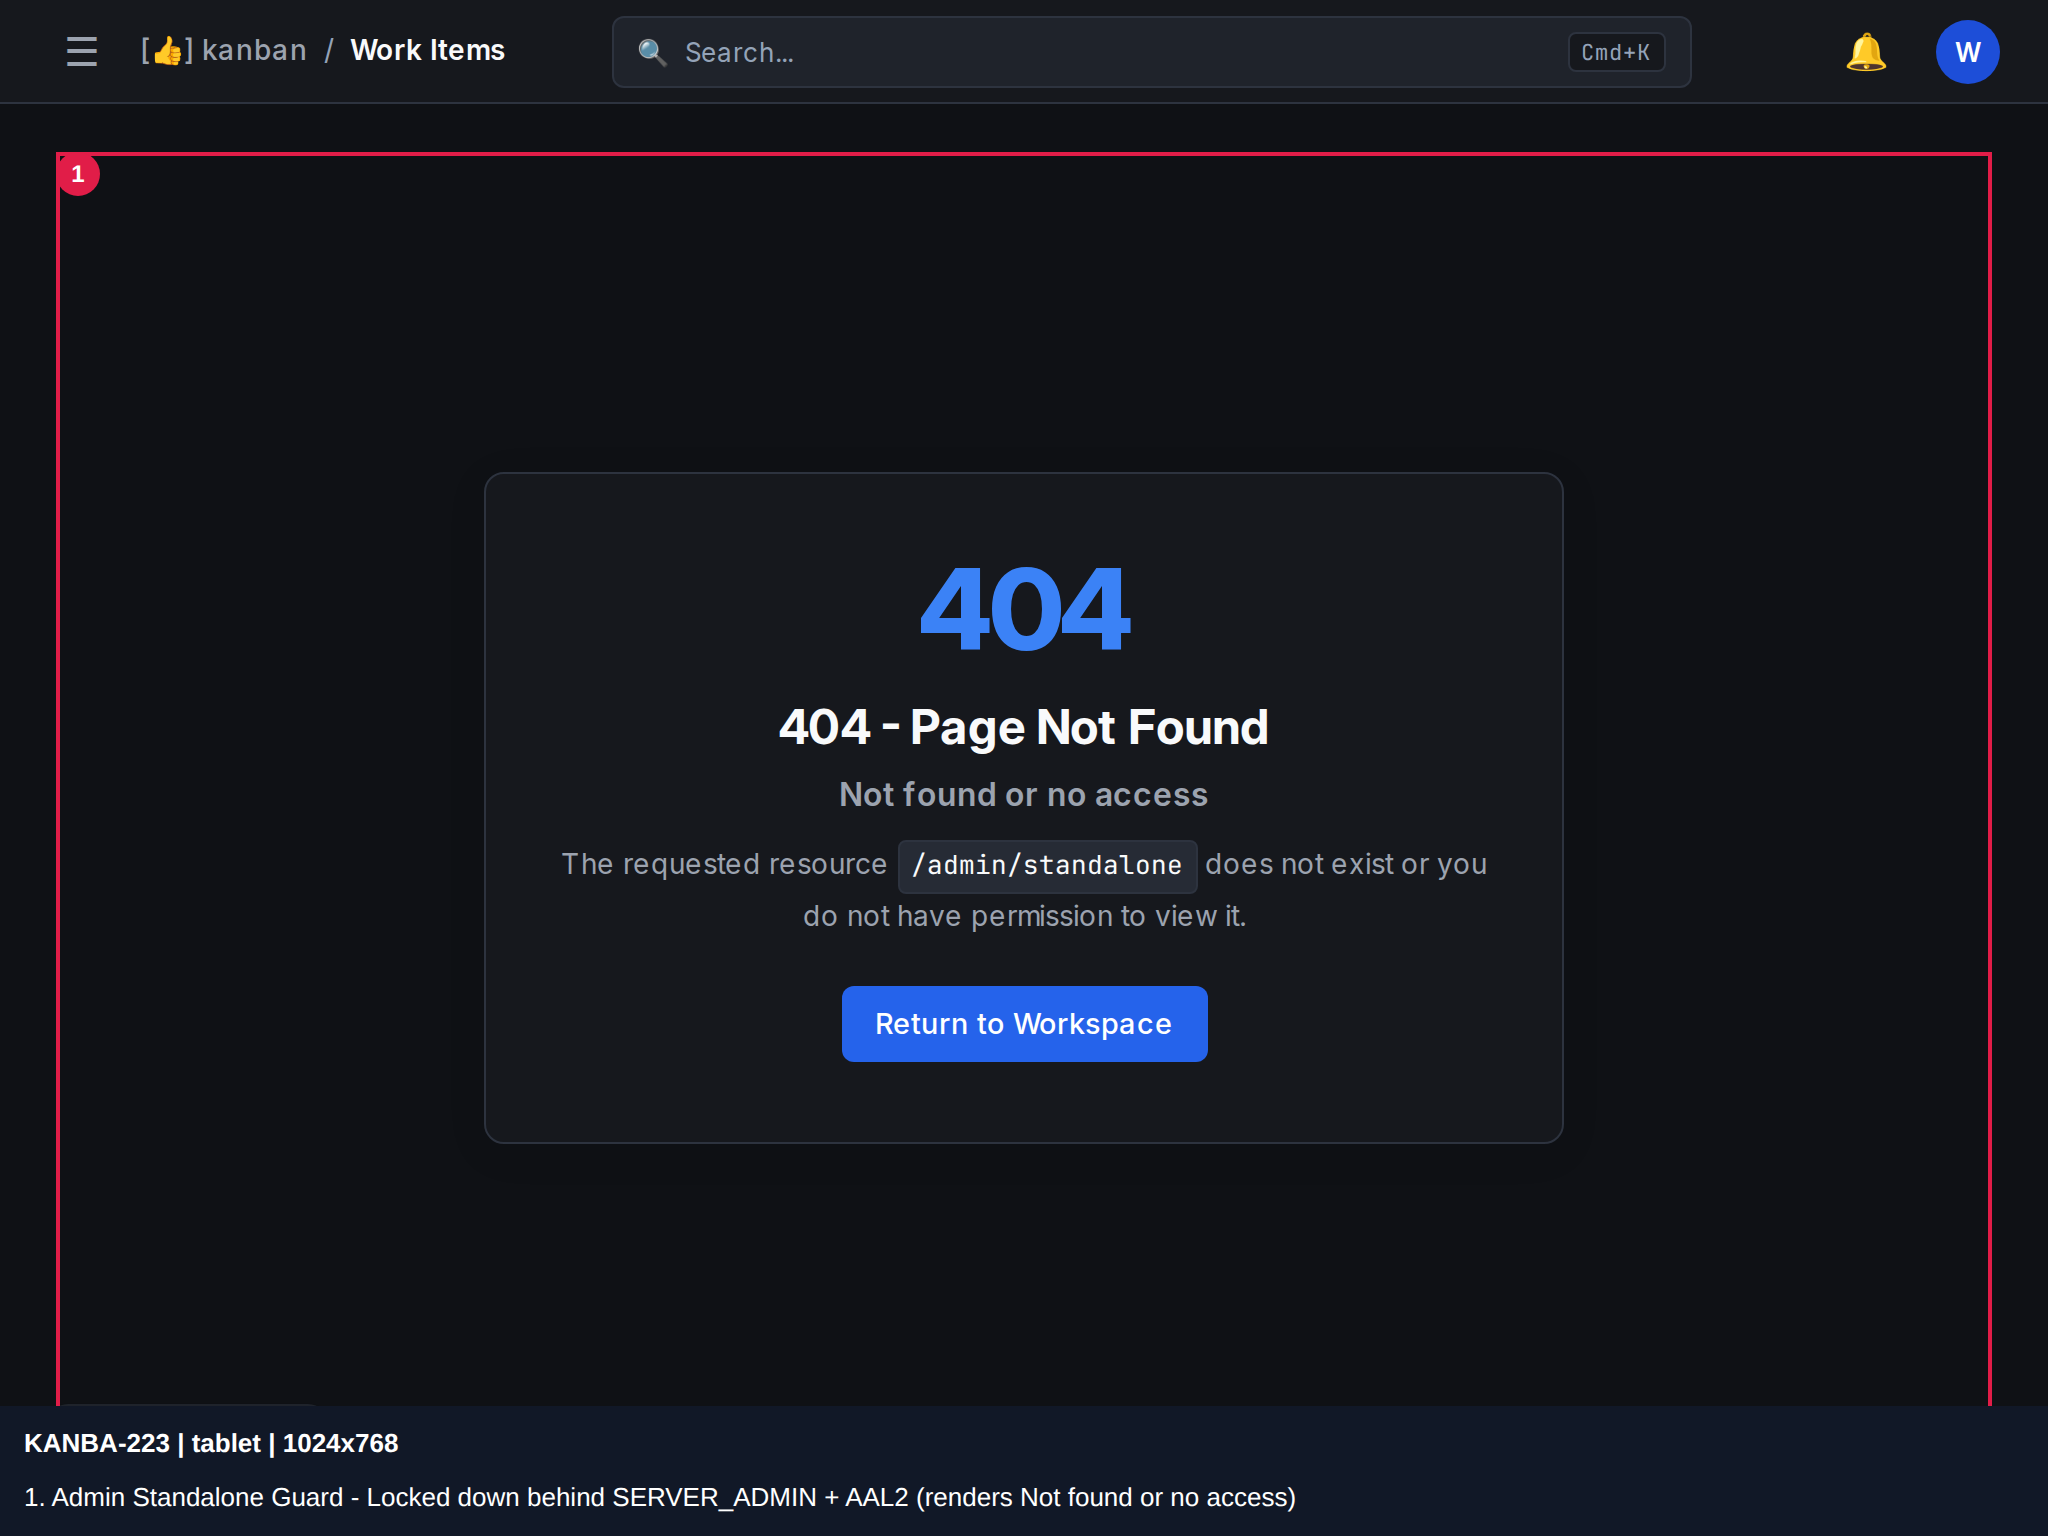 ☰ [👍] kanban / Work Items
🔍 Search... Cmd+K 🔔 W
1
404
404 - Page Not Found
Not found or no access
The requested resource /admin/standalone does not exist or you
do not have permission to view it.
Return to Workspace
KANBA-223 | tablet | 1024x768
1. Admin Standalone Guard - Locked down behind SERVER_ADMIN + AAL2 (renders Not found or no access)